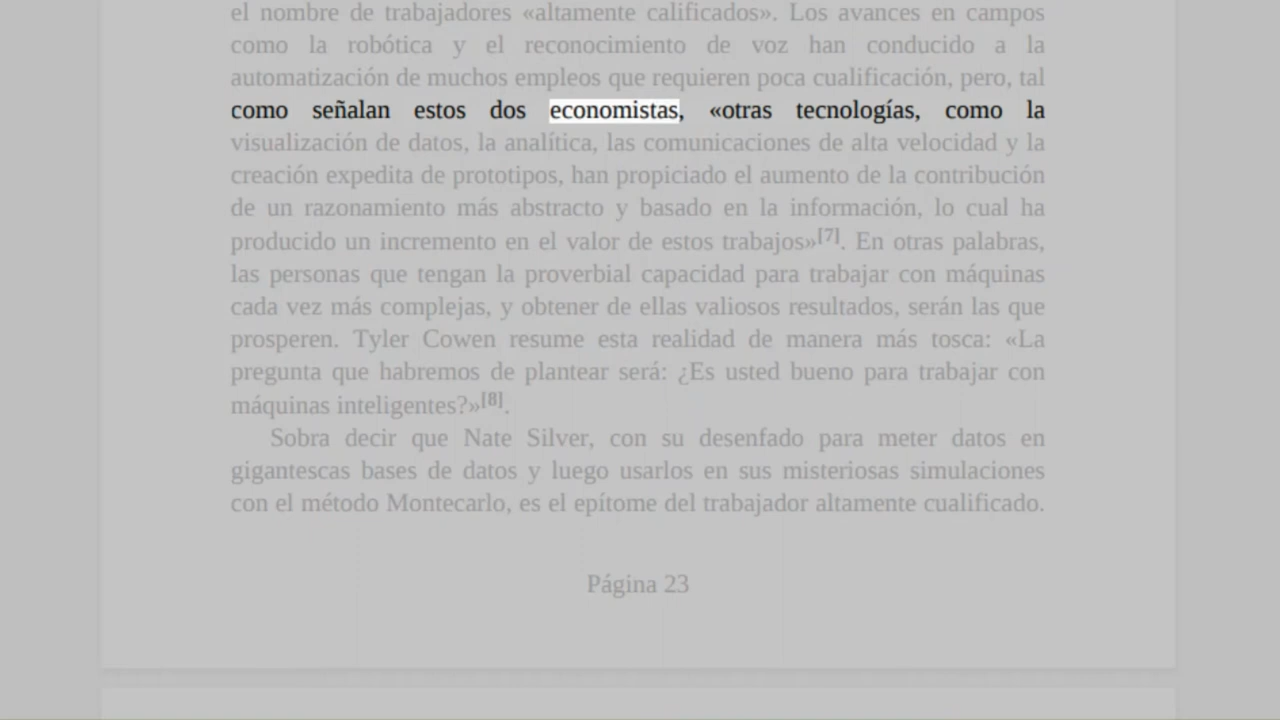 el nombre de trabajadores «altamente calificados». Los avances en campos
como la robótica y el reconocimiento de voz han conducido a la
automatización de muchos empleos que requieren poca cualificación, pero, tal
como señalan estos dos economistas, «otras tecnologías, como la
visualización de datos, la analítica, las comunicaciones de alta velocidad y la
creación expedita de prototipos, han propiciado el aumento de la contribución
de un razonamiento más abstracto y basado en la información, lo cual ha
producido un incremento en el valor de estos trabajos»[7]. En otras palabras,
las personas que tengan la proverbial capacidad para trabajar con máquinas
cada vez más complejas, y obtener de ellas valiosos resultados, serán las que
prosperen. Tyler Cowen resume esta realidad de manera más tosca: «La
pregunta que habremos de plantear será: ¿Es usted bueno para trabajar con
máquinas inteligentes?»[8].
Sobra decir que Nate Silver, con su desenfado para meter datos en
gigantescas bases de datos y luego usarlos en sus misteriosas simulaciones
con el método Montecarlo, es el epítome del trabajador altamente cualificado.
Página 23